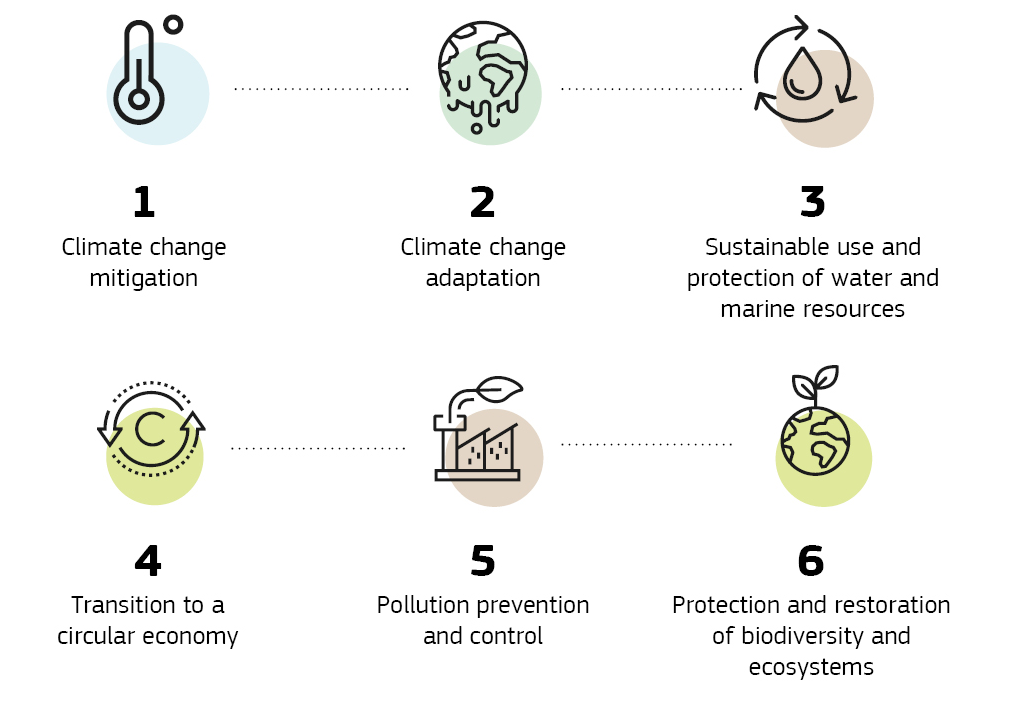 1
Climate change
mitigation
2
Climate change
adaptation
3
Sustainable use and
protection of water and
marine resources
C
4
Transition to a
circular economy
5
Pollution prevention
and control
6
Protection and restoration
of biodiversity and
ecosystems